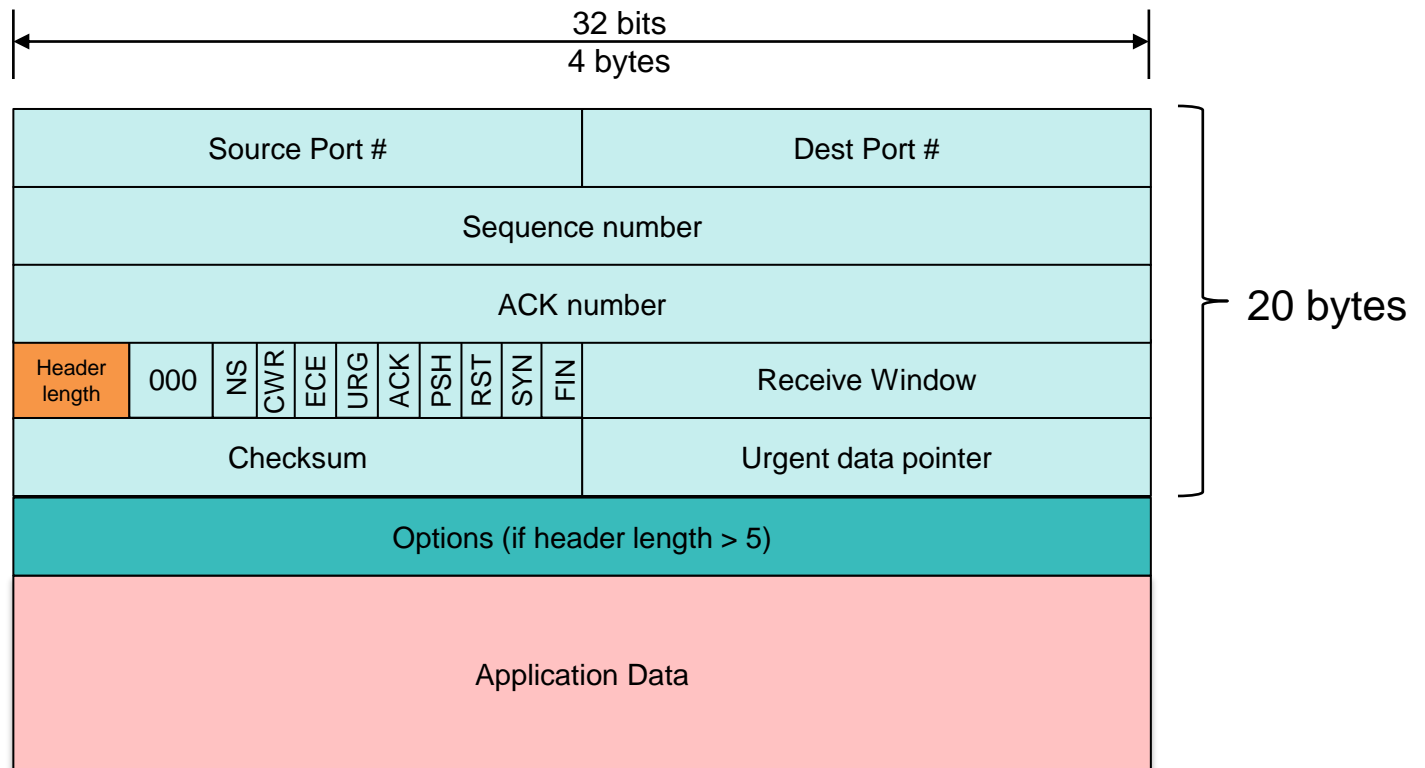 32 bits
4 bytes
Source Port #
Dest Port #
Sequence number
ACK number
20 bytes
Header
length
000
NS
CWR
ECE
URG
ACK
PSH
RST
SYN
FIN
Receive Window
Checksum
Urgent data pointer
Options (if header length > 5)
Application Data